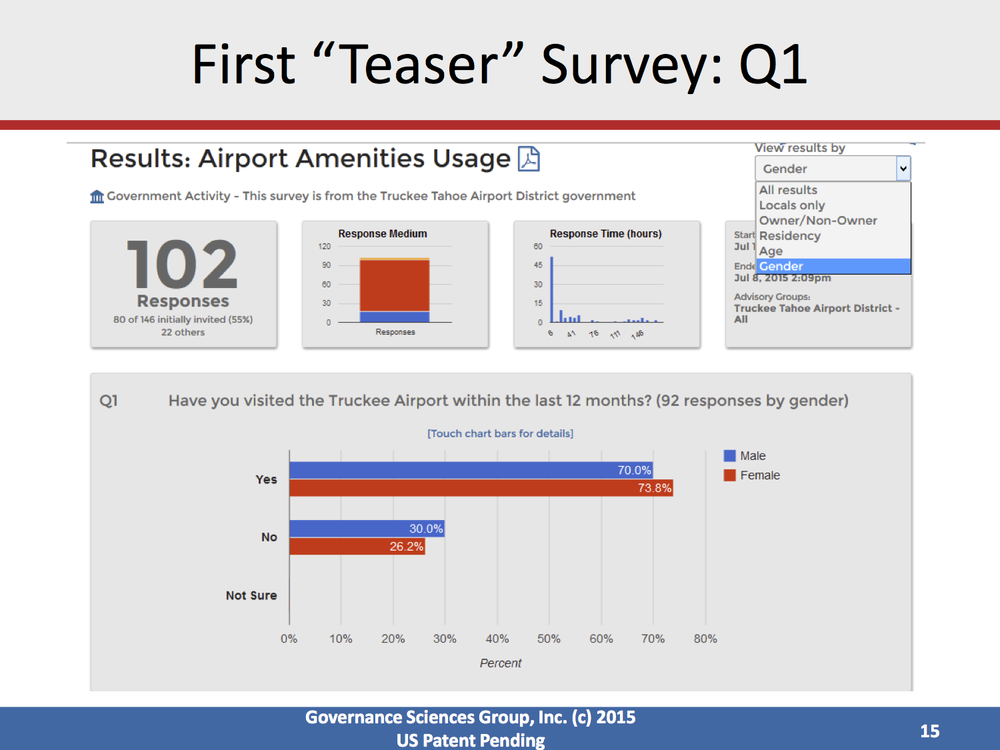 First “Teaser” Survey: Q1
Results: Airport Amenities Usage
View results by
Gender
All results
Locals only
Owner/Non-Owner
Residency
Age
Gender
Government Activity - This survey is from the Truckee Tahoe Airport District government
102
Responses
80 of 146 initially invited (55%)
22 others
Response Medium
120
90
60
30
0
Responses
Response Time (hours)
60
45
30
15
0
6 41 76 111 146
Start
Jul 1
Ende
Jul 8, 2015 2:09pm
Advisory Groups:
Truckee Tahoe Airport District -
All
Q1 Have you visited the Truckee Airport within the last 12 months? (92 responses by gender)
[Touch chart bars for details]
Male
Female
Yes
70.0%
73.8%
No
30.0%
26.2%
Not Sure
0% 10% 20% 30% 40% 50% 60% 70% 80%
Percent
Governance Sciences Group, Inc. (c) 2015
US Patent Pending
15